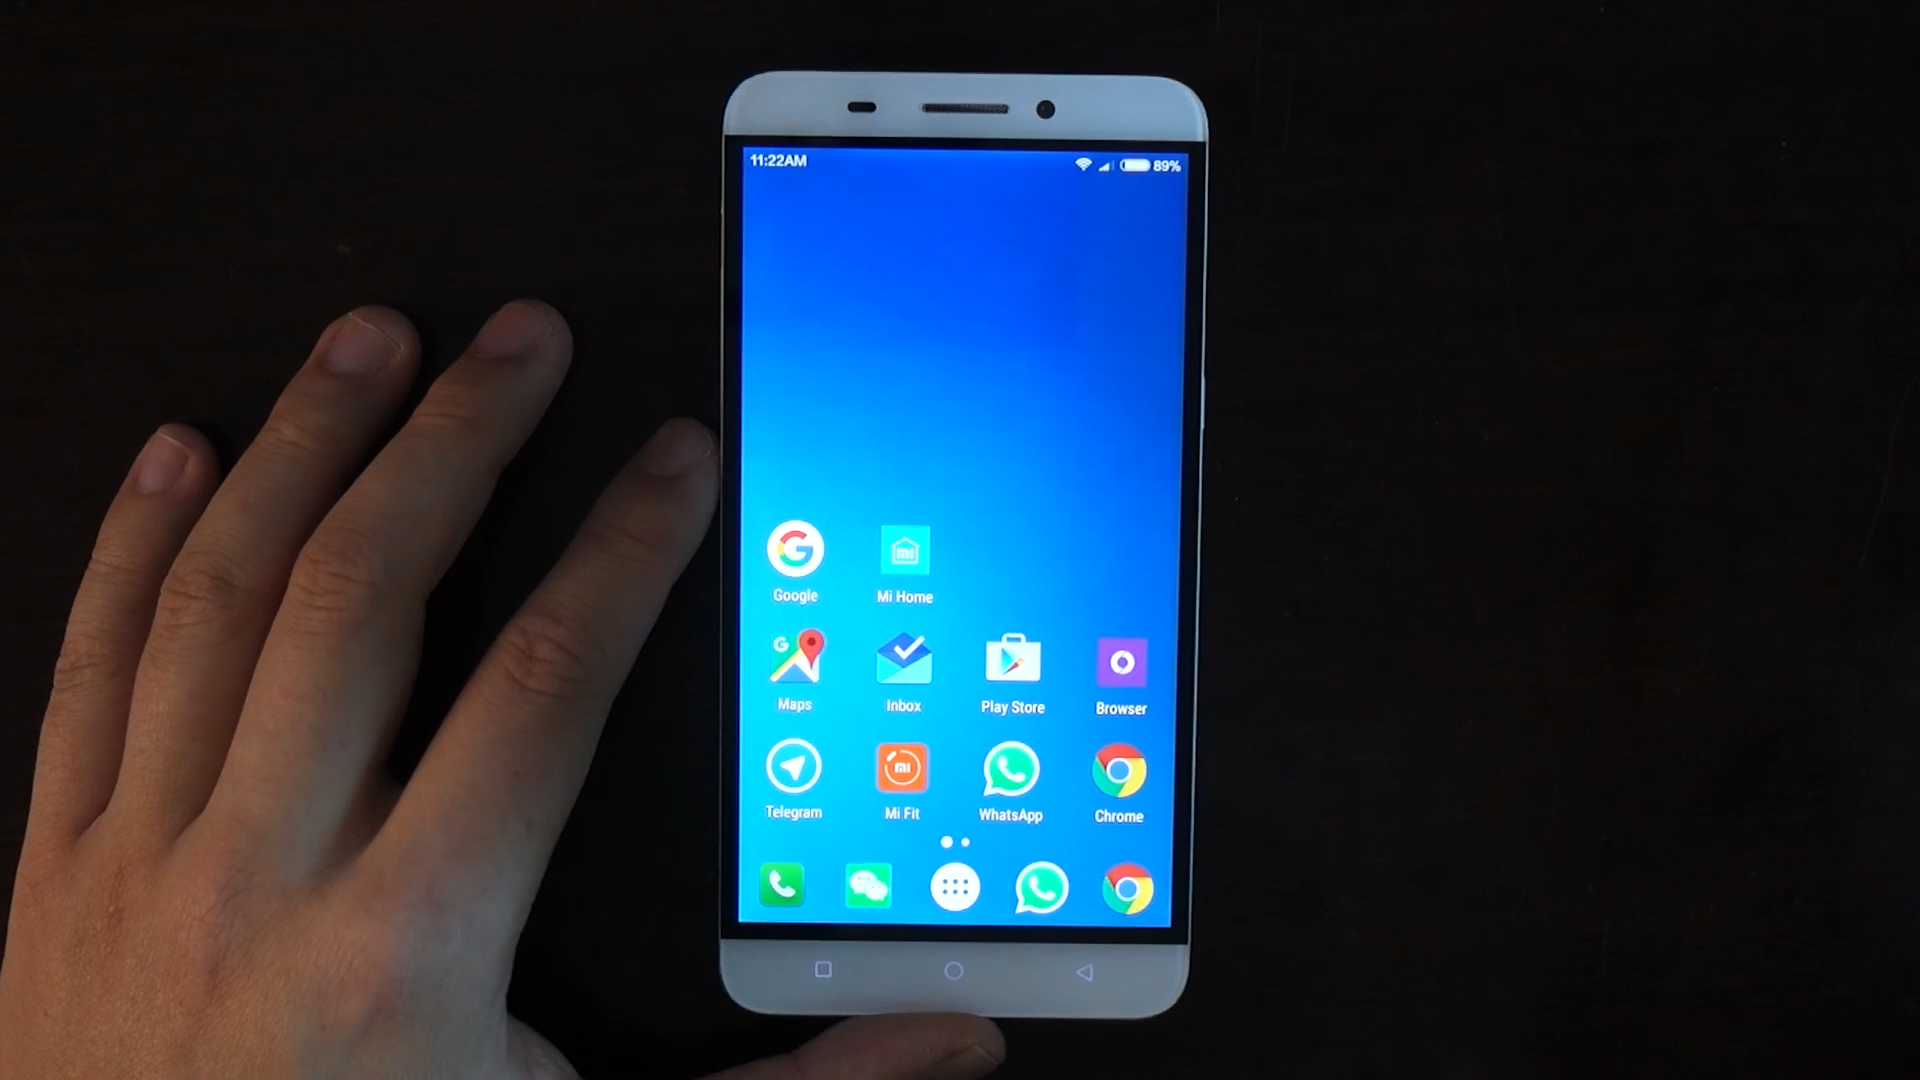 11:22AM 89%
Google Mi Home
Maps Inbox Play Store Browser
Telegram Mi Fit WhatsApp Chrome